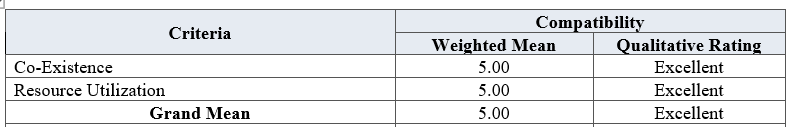 Criteria Compatibility
Weighted Mean Qualitative Rating
Co-Existence 5.00 Excellent
Resource Utilization 5.00 Excellent
Grand Mean 5.00 Excellent